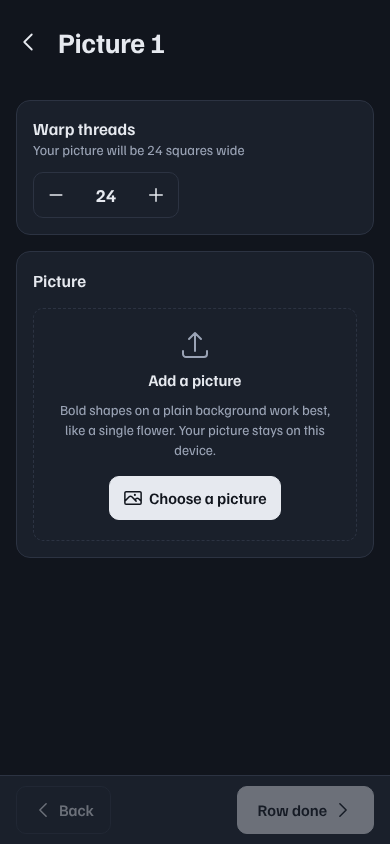 Picture 1
Warp threads
Your picture will be 24 squares wide
24
Picture
Add a picture
Bold shapes on a plain background work best,
like a single flower. Your picture stays on this
device.
Choose a picture
Back
Row done